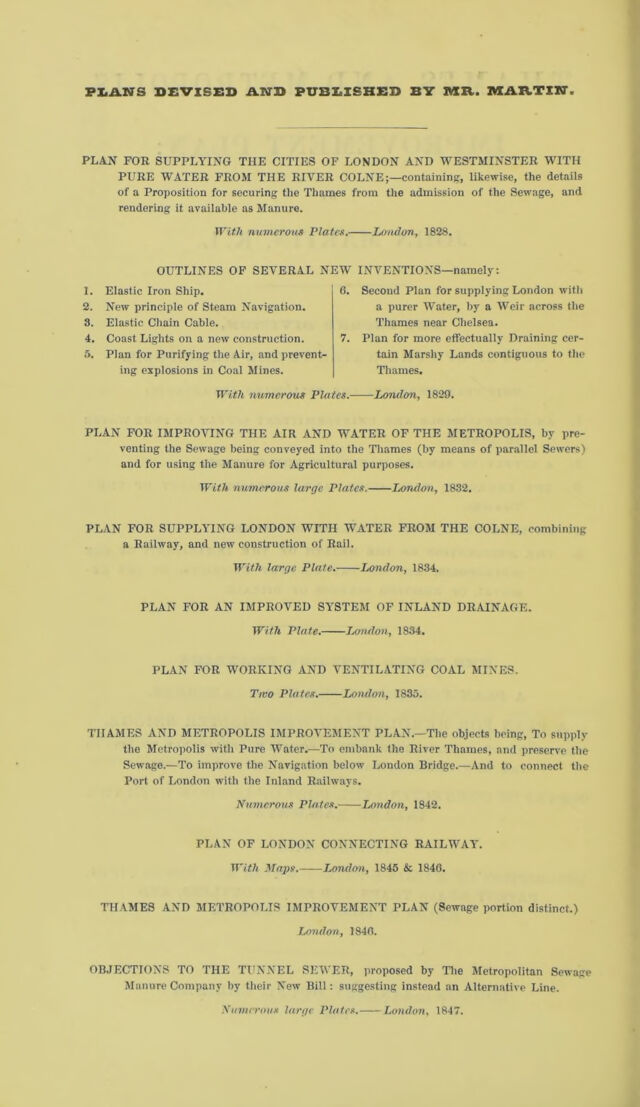 PLANS DEVISED AND PUBLISHED BY MR. MARTIN.
PLAN FOR SUPPLYING THE CITIES OF LONDON AND WESTMINSTER WITH
PURE WATER FROM THE RIVER COLNE;—containing, likewise, the details
of a Proposition for securing the Thames from the admission of the Sewage, and
rendering it available as Manure.
With numerous Plates.——London, 1828.
OUTLINES OF SEVERAL NEW INVENTIONS—namely:
1. Elastic Iron Ship.
2. New principle of Steam Navigation.
3. Elastic Chain Cable.
4. Coast Lights on a new construction.
5. Plan for Purifying the Air, and prevent-
ing explosions in Coal Mines.
6. Second Plan for supplying London with
a purer Water, by a Weir across the
Thames near Chelsea.
7. Plan for more effectually Draining cer-
tain Marshy Lands contiguous to the
Thames.
With numerous Plates.——London, 1829.
PLAN FOR IMPROVING THE AIR AND WATER OF THE METROPOLIS, by pre-
venting the Sewage being conveyed into the Thames (by means of parallel Sewers)
and for using the Manure for Agricultural purposes.
With numerous large Plates.——London, 1832.
PLAN FOR SUPPLYING LONDON WITH WATER FROM THE COLNE, combining
a Railway, and new construction of Rail.
With large Plate.——London, 1834.
PLAN FOR AN IMPROVED SYSTEM OF INLAND DRAINAGE.
With Plate.——London, 1834.
PLAN FOR WORKING AND VENTILATING COAL MINES.
Two Plates.——London, 1835.
THAMES AND METROPOLIS IMPROVEMENT PLAN.—The objects being, To supply
the Metropolis with Pure Water.—To embank the River Thames, and preserve the
Sewage.—To improve the Navigation below London Bridge.—And to connect the
Port of London with the Inland Railways.
Numerous Plates.——London, 1842.
PLAN OF LONDON CONNECTING RAILWAY.
With Maps.——London, 1845 & 1846.
THAMES AND METROPOLIS IMPROVEMENT PLAN (Sewage portion distinct.)
London, 1846.
OBJECTIONS TO THE TUNNEL SEWER, proposed by The Metropolitan Sewage
Manure Company by their New Bill: suggesting instead an Alternative Line.
Numerous large Plates.——London, 1847.